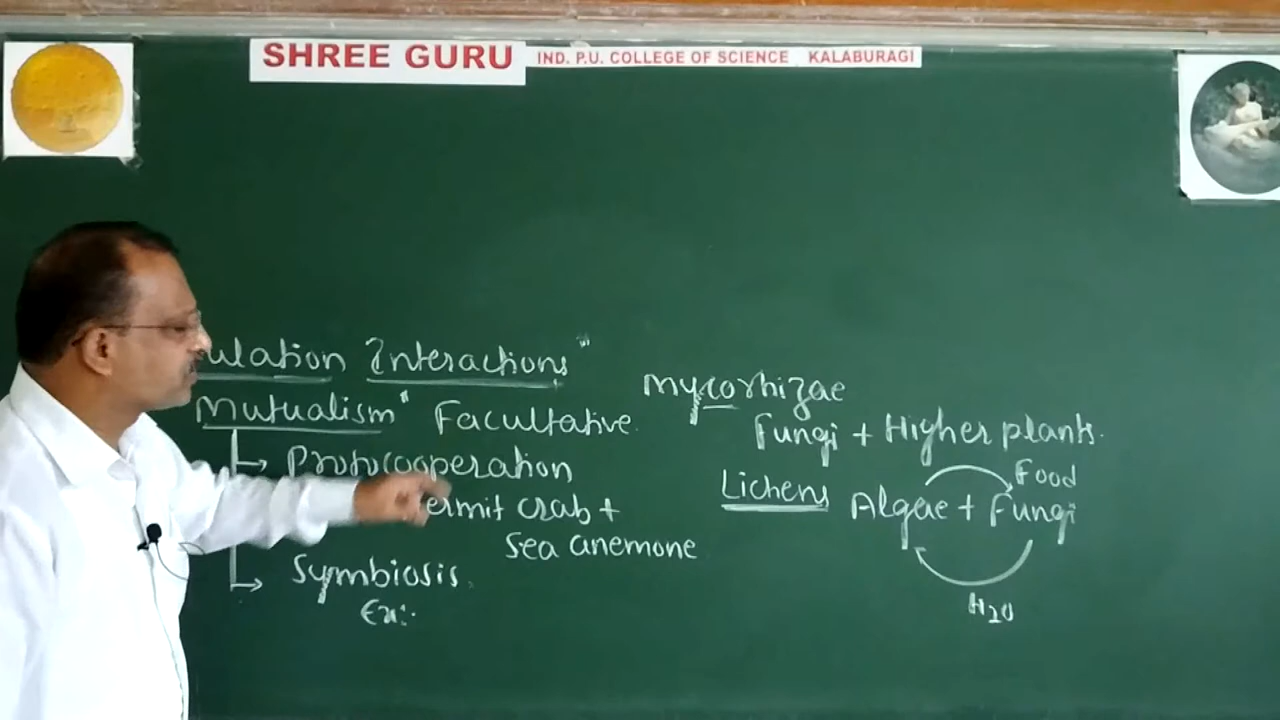 SHREE GURU IND. P.U. COLLEGE OF SCIENCE KALABURAGI
ulation Interactions"
Mutualism" Facultative.
Protocooperation
ermit crab +
Sea anemone
Symbiosis.
Ex:-
Mycorhizae
Fungi + Higher plants.
Lichens Algae + Fungi
Food
H2O